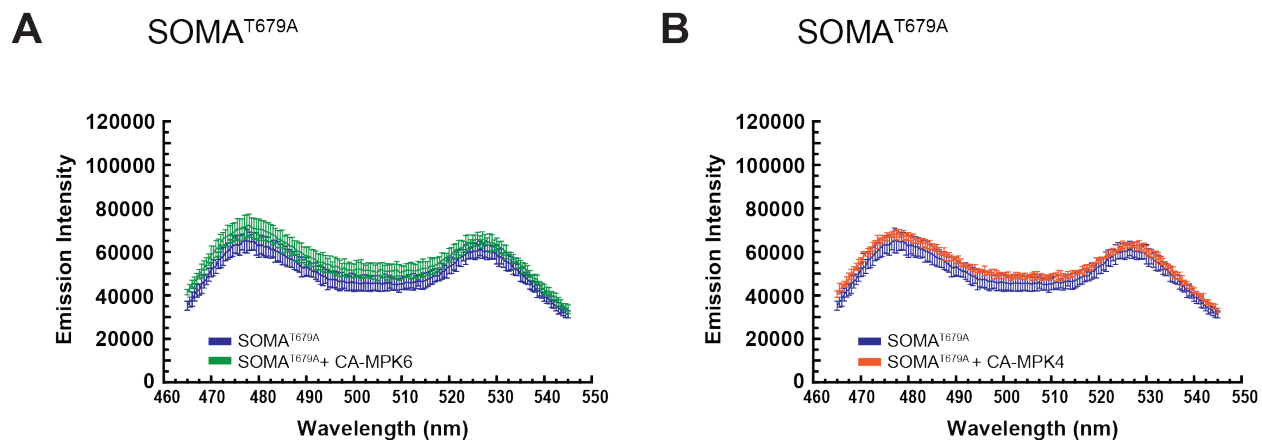 A
SOMAT679A
120000
100000
80000
60000
40000
20000
0
Emission Intensity
SOMAT679A
SOMAT679A + CA-MPK6
460 470 480 490 500 510 520 530 540 550
Wavelength (nm)
B
SOMAT679A
120000
100000
80000
60000
40000
20000
0
Emission Intensity
SOMAT679A
SOMAT679A + CA-MPK4
460 470 480 490 500 510 520 530 540 550
Wavelength (nm)